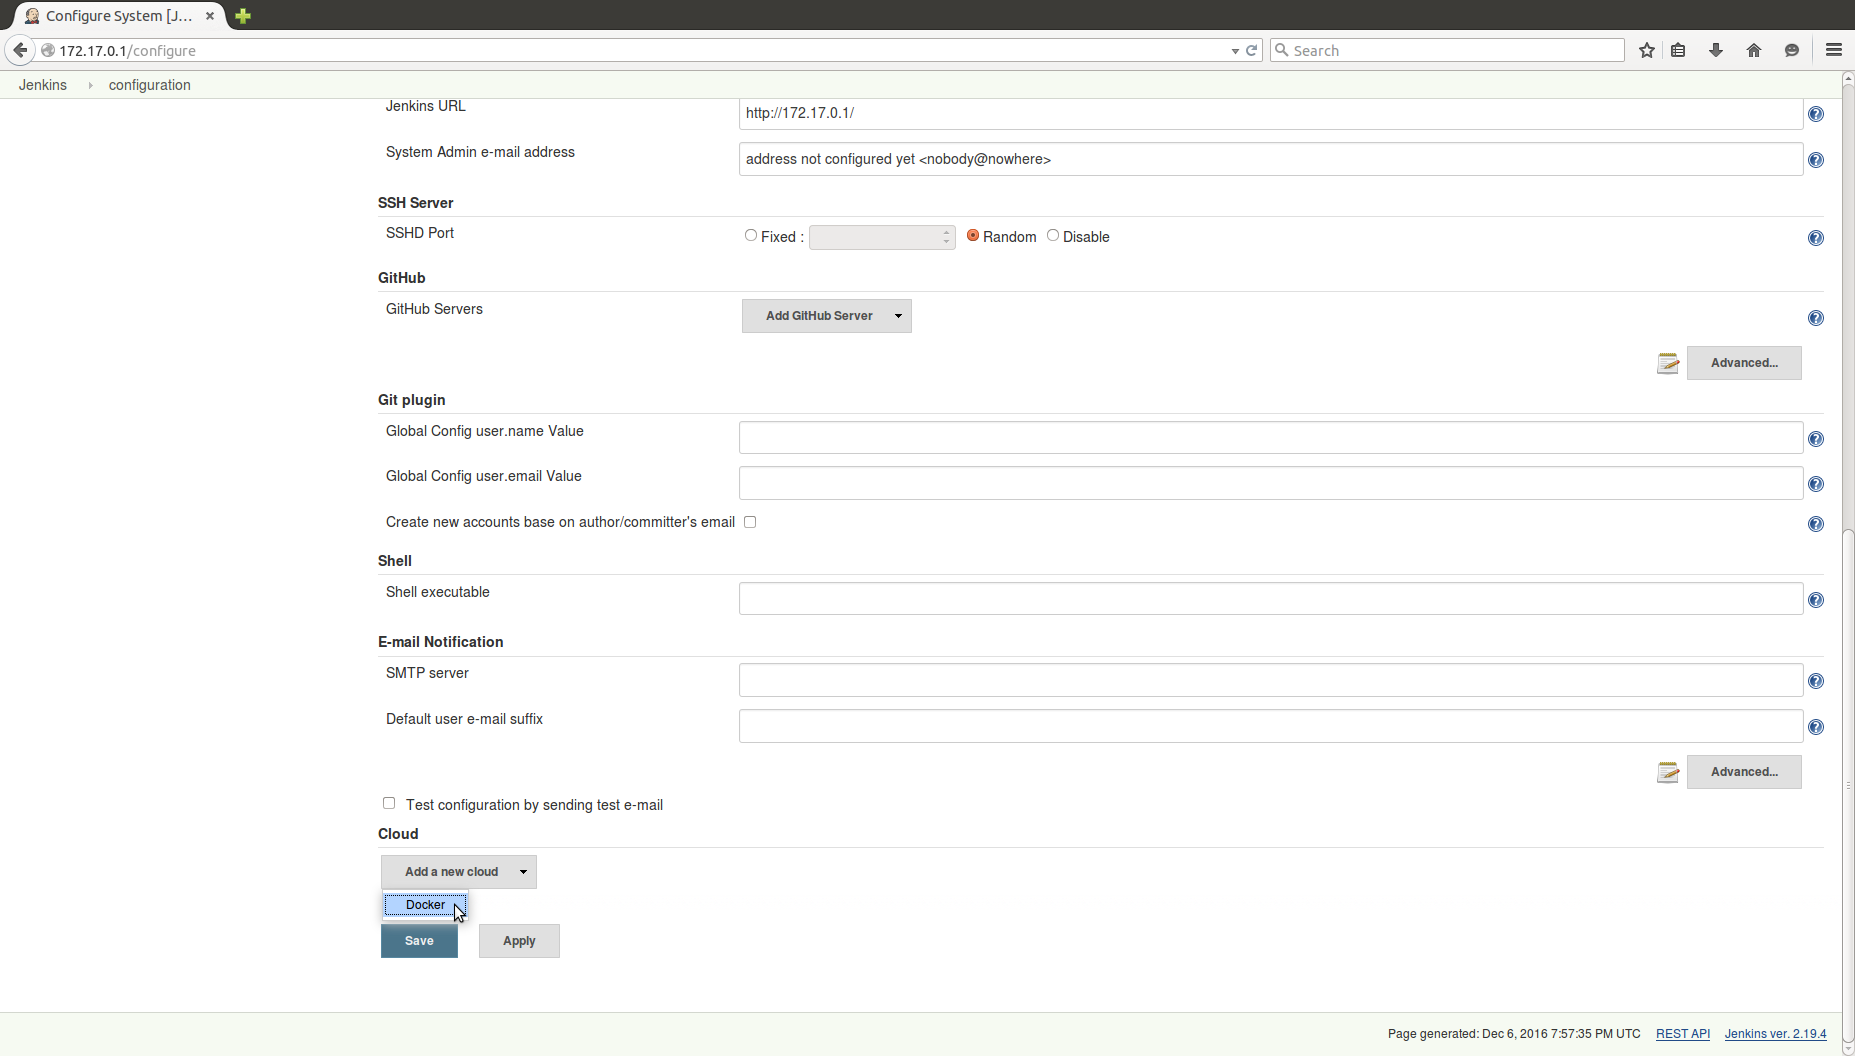 Configure System [J...
172.17.0.1/configure
Search
Jenkins
configuration
Jenkins URL
http://172.17.0.1/
System Admin e-mail address
address not configured yet <nobody@nowhere>
SSH Server
SSHD Port
Fixed :
Random
Disable
GitHub
GitHub Servers
Add GitHub Server
Advanced...
Git plugin
Global Config user.name Value
Global Config user.email Value
Create new accounts base on author/committer's email
Shell
Shell executable
E-mail Notification
SMTP server
Default user e-mail suffix
Advanced...
Test configuration by sending test e-mail
Cloud
Add a new cloud
Docker
Save
Apply
Page generated: Dec 6, 2016 7:57:35 PM UTC
REST API
Jenkins ver. 2.19.4